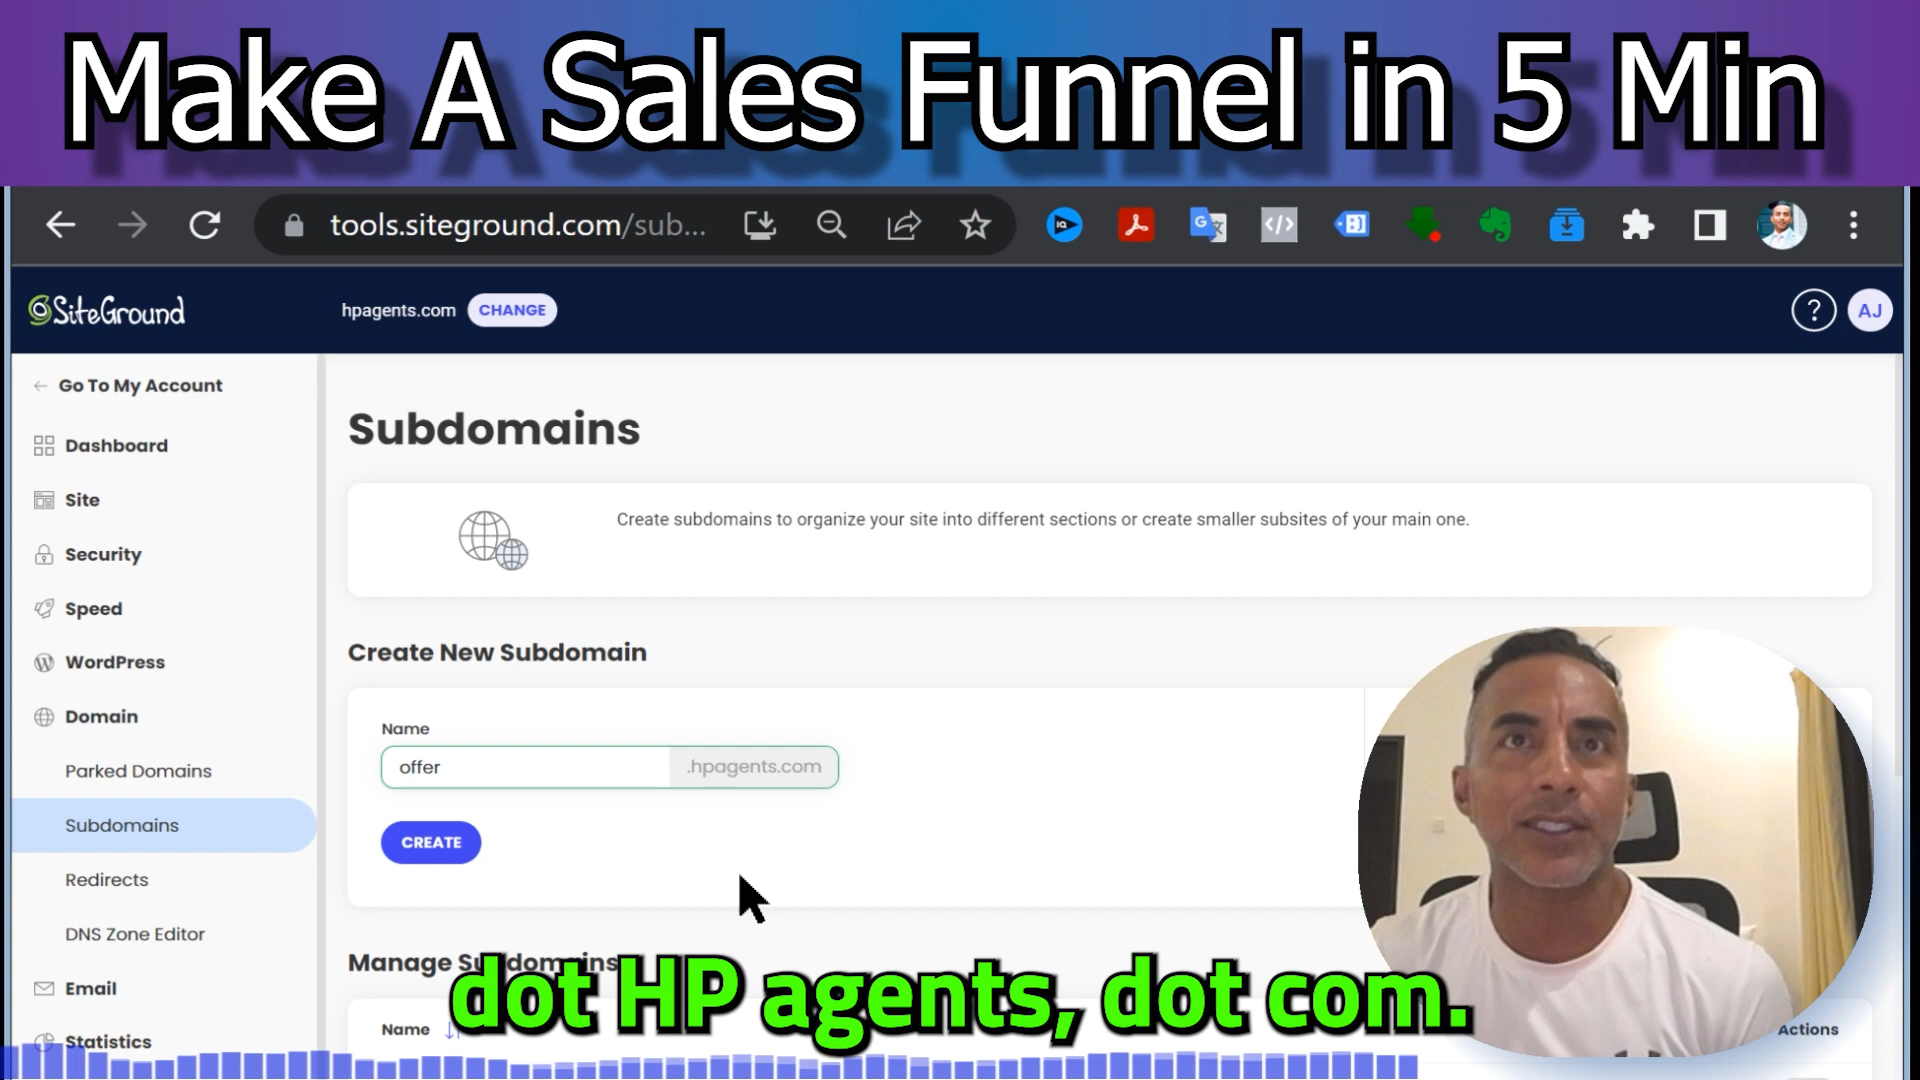 Make A Sales Funnel in 5 Min
tools.siteground.com/sub...
SiteGround
hpagents.com
CHANGE
?
AJ
Go To My Account
Dashboard
Site
Security
Speed
WordPress
Domain
Parked Domains
Subdomains
Redirects
DNS Zone Editor
Email
Statistics
Subdomains
Create subdomains to organize your site into different sections or create smaller subsites of your main one.
Create New Subdomain
Name
offer
.hpagents.com
CREATE
Manage Subdomains
dot HP agents, dot com.
Name
Actions